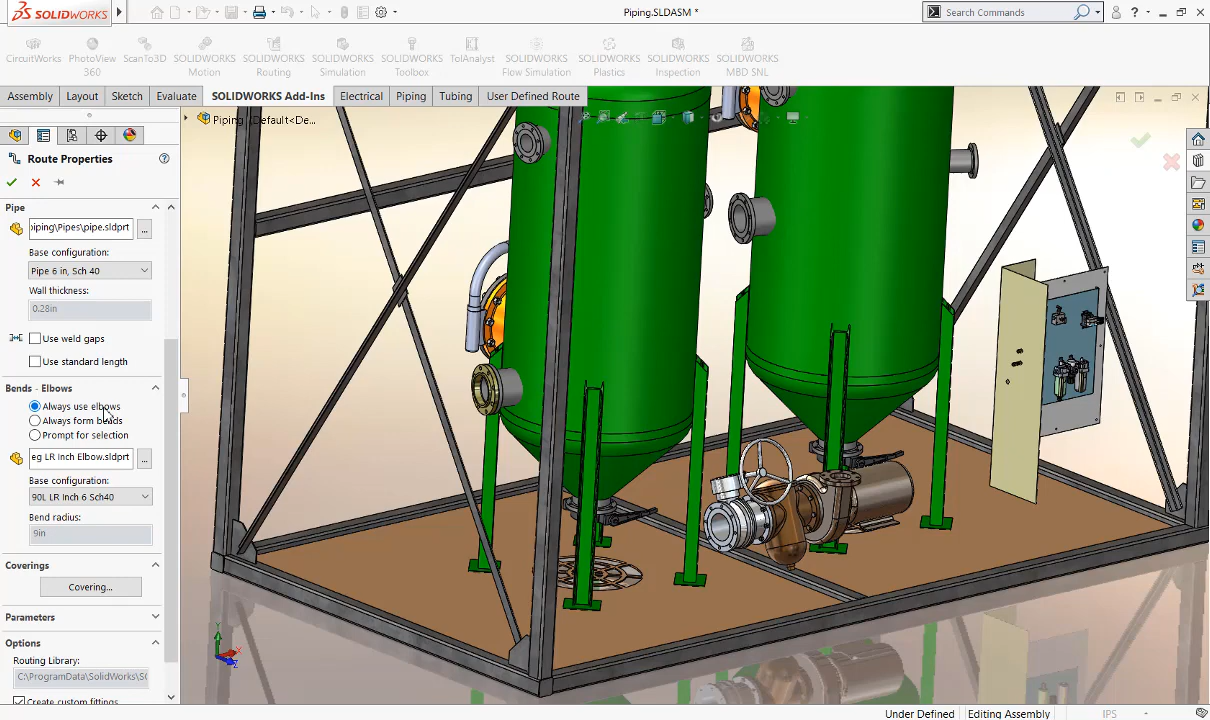 SOLIDWORKS
Piping.SLDASM *
Search Commands
?
CircuitWorks
PhotoView 360
ScanTo3D
SOLIDWORKS Motion
SOLIDWORKS Routing
SOLIDWORKS Simulation
SOLIDWORKS Toolbox
TolAnalyst
SOLIDWORKS Flow Simulation
SOLIDWORKS Plastics
SOLIDWORKS Inspection
SOLIDWORKS MBD SNL
Assembly
Layout
Sketch
Evaluate
SOLIDWORKS Add-Ins
Electrical
Piping
Tubing
User Defined Route
Piping (Default<De...
Route Properties
Pipe
piping\Pipes\pipe.sldprt
...
Base configuration:
Pipe 6 in, Sch 40
Wall thickness:
0.28in
Use weld gaps
Use standard length
Bends - Elbows
Always use elbows
Always form bends
Prompt for selection
eg LR Inch Elbow.sldprt
...
Base configuration:
90L LR Inch 6 Sch40
Bend radius:
9in
Coverings
Covering...
Parameters
Options
Routing Library:
C:\ProgramData\SolidWorks\SO
Create custom fittings
Y
X
Z
Under Defined
Editing Assembly
IPS
-